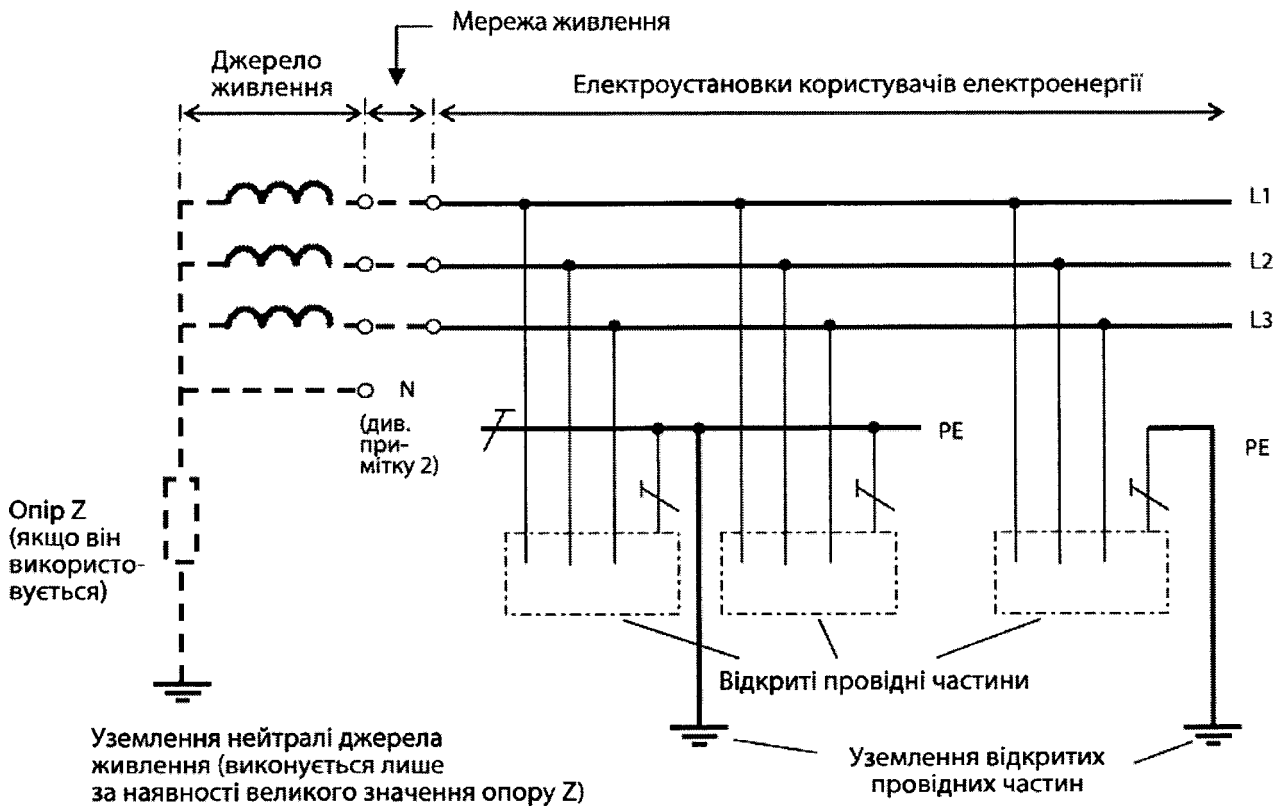 Мережа живлення
Джерело
живлення
Електроустановки користувачів електроенергії
L1
L2
L3
N
(див.
при-
мітку 2)
PE
PE
Опір Z
(якщо він
використо-
вується)
Відкриті провідні частини
Уземлення нейтралі джерела
живлення (виконується лише
за наявності великого значення опору Z)
Уземлення відкритих
провідних частин